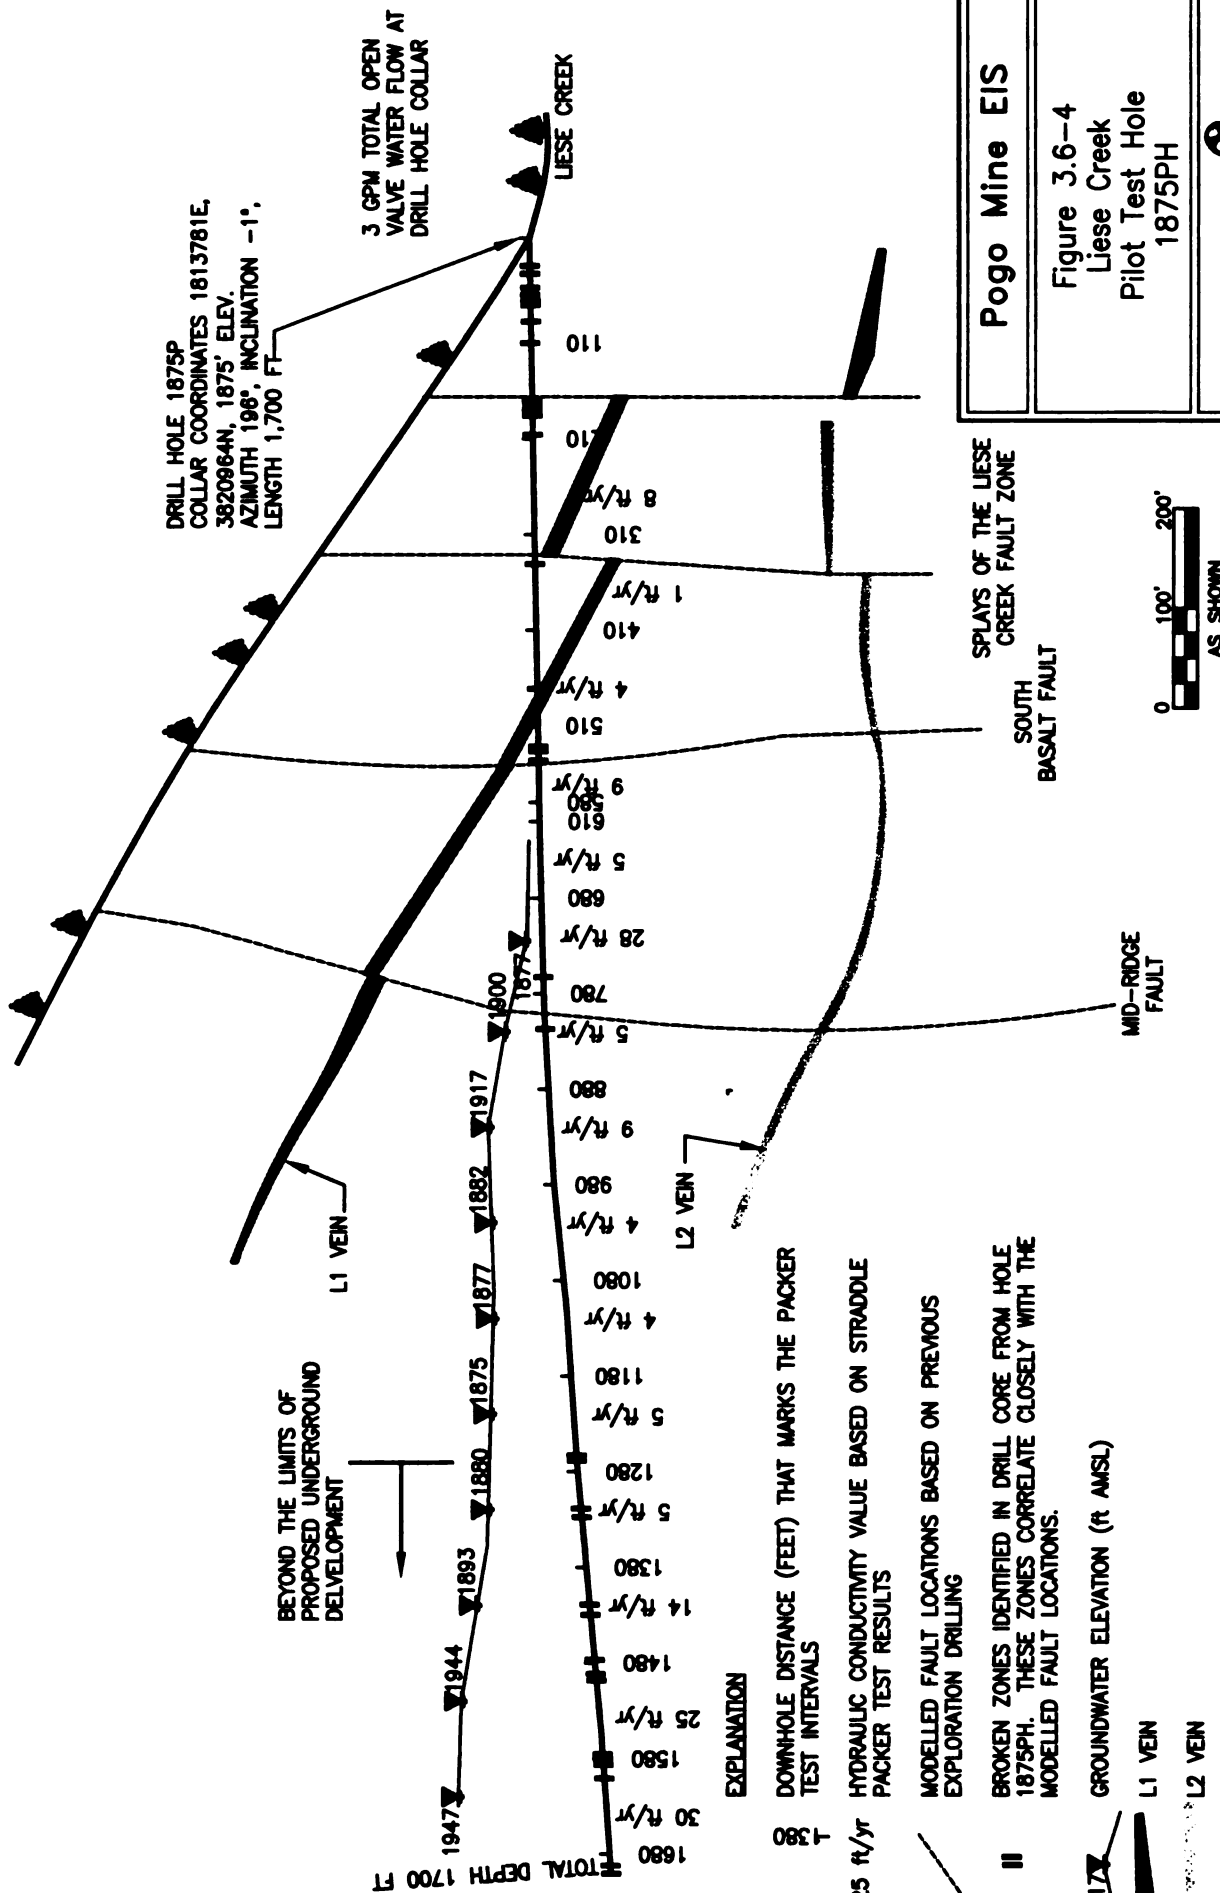 DRILL HOLE 1875P
COLLAR COORDINATES 1813781E,
3820964N, 1875' ELEV.
AZIMUTH 196°, INCLINATION -1°,
LENGTH 1,700 FT
3 GPM TOTAL OPEN
VALVE WATER FLOW AT
DRILL HOLE COLLAR
LIESE CREEK
BEYOND THE LIMITS OF
PROPOSED UNDERGROUND
DELVELOPMENT
L1 VEIN
1947
1944
1893
1880
1875
1877
1882
1917
1900
1877
TOTAL DEPTH 1700 FT
1680
30 ft/yr
1580
25 ft/yr
1480
14 ft/yr
1380
5 ft/yr
1280
5 ft/yr
1180
4 ft/yr
1080
4 ft/yr
980
9 ft/yr
880
5 ft/yr
780
28 ft/yr
680
5 ft/yr
610
580
9 ft/yr
510
4 ft/yr
410
1 ft/yr
310
8 ft/yr
110
L2 VEIN
MID-RIDGE
FAULT
SOUTH
BASALT FAULT
SPLAYS OF THE LIESE
CREEK FAULT ZONE
EXPLANATION
1380
DOWNHOLE DISTANCE (FEET) THAT MARKS THE PACKER
TEST INTERVALS
25 ft/yr
HYDRAULIC CONDUCTIVITY VALUE BASED ON STRADDLE
PACKER TEST RESULTS
MODELLED FAULT LOCATIONS BASED ON PREVIOUS
EXPLORATION DRILLING
BROKEN ZONES IDENTIFIED IN DRILL CORE FROM HOLE
1875PH. THESE ZONES CORRELATE CLOSELY WITH THE
MODELLED FAULT LOCATIONS.
GROUNDWATER ELEVATION (ft AMSL)
L1 VEIN
L2 VEIN
0 100' 200'
AS SHOWN
Pogo Mine EIS
Figure 3.6-4
Liese Creek
Pilot Test Hole
1875PH